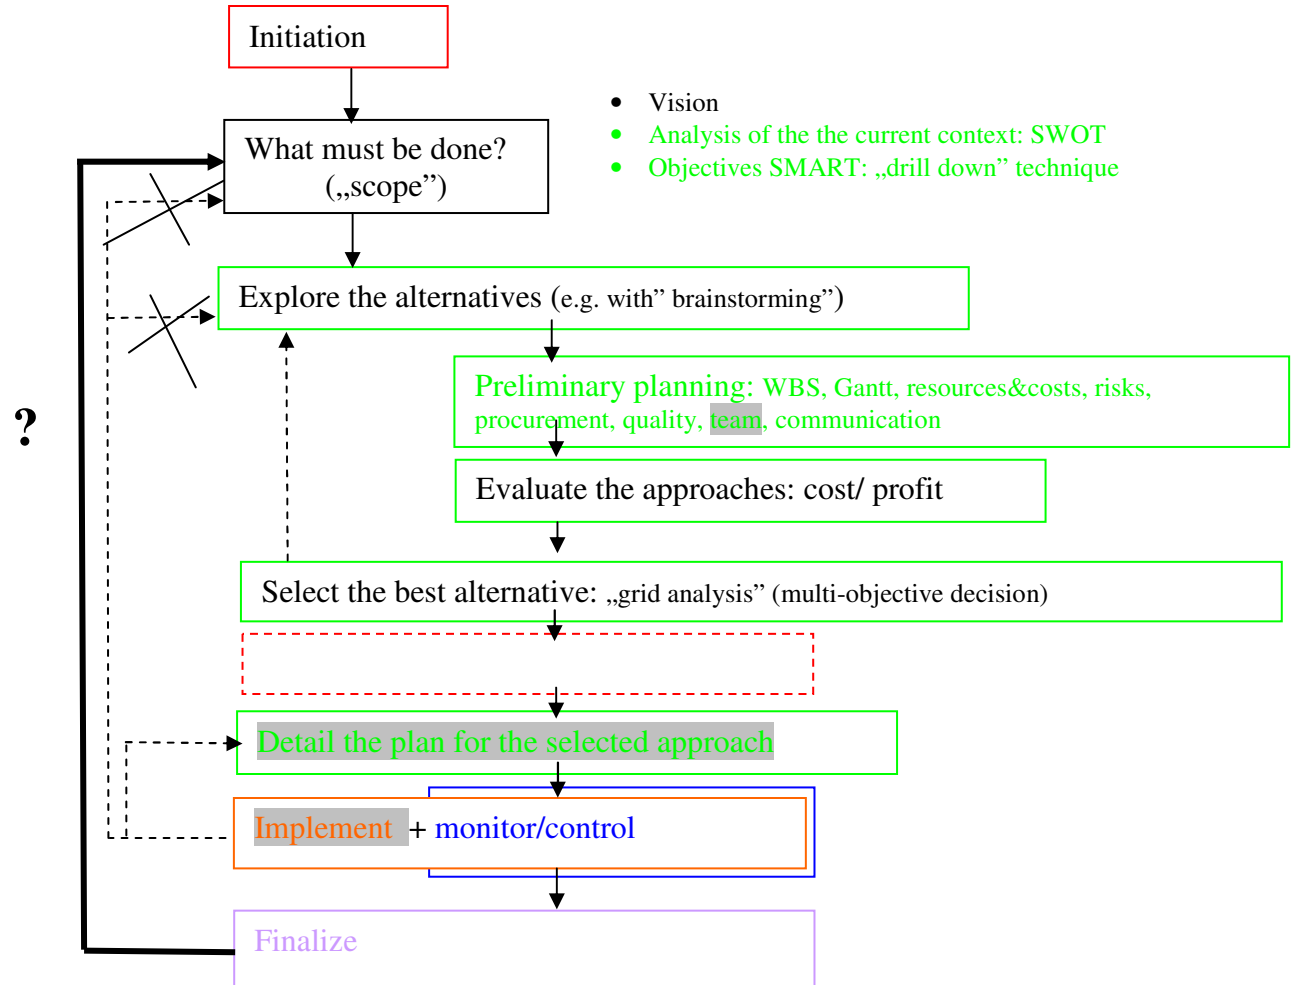 Initiation
• Vision
• Analysis of the the current context: SWOT
• Objectives SMART: „drill down” technique
What must be done?
(„scope”)
Explore the alternatives (e.g. with” brainstorming”)
Preliminary planning: WBS, Gantt, resources&costs, risks,
procurement, quality, team, communication
?
Evaluate the approaches: cost/ profit
Select the best alternative: „grid analysis” (multi-objective decision)
Detail the plan for the selected approach
Implement + monitor/control
Finalize